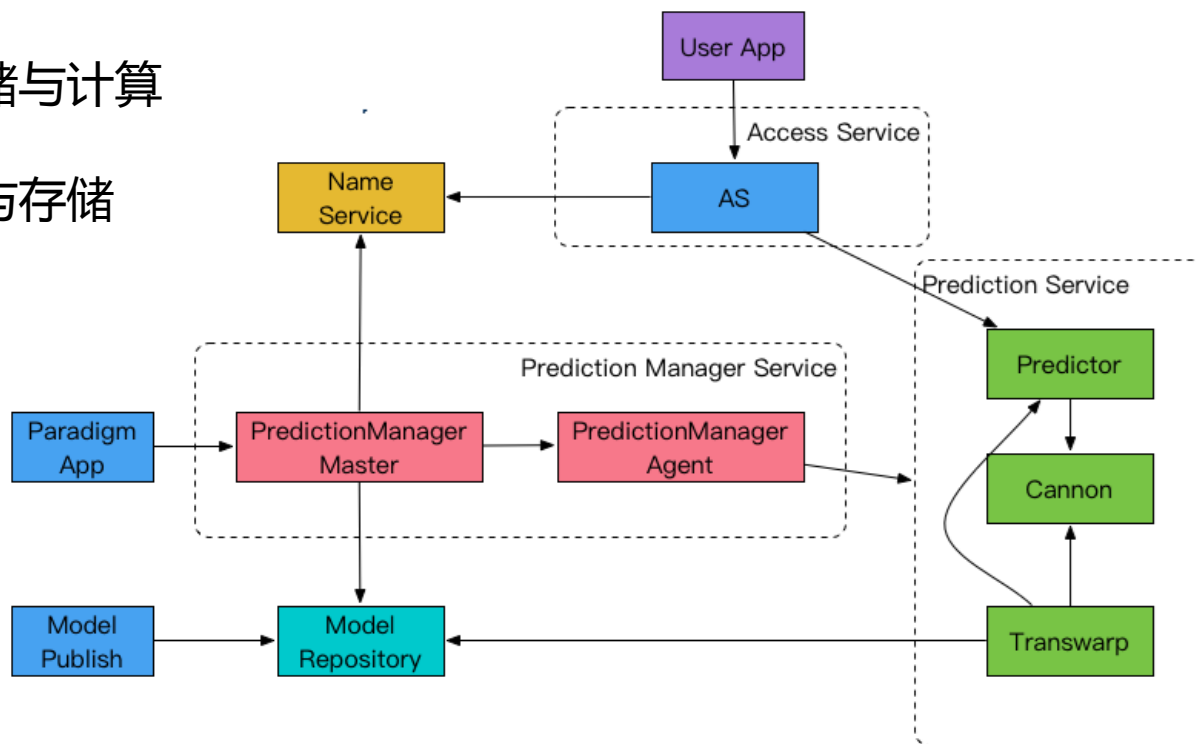 储与计算
与存储
User App
Access Service
Name
Service
AS
Prediction Service
Predictor
Prediction Manager Service
Paradigm
App
PredictionManager
Master
PredictionManager
Agent
Cannon
Model
Publish
Model
Repository
Transwarp